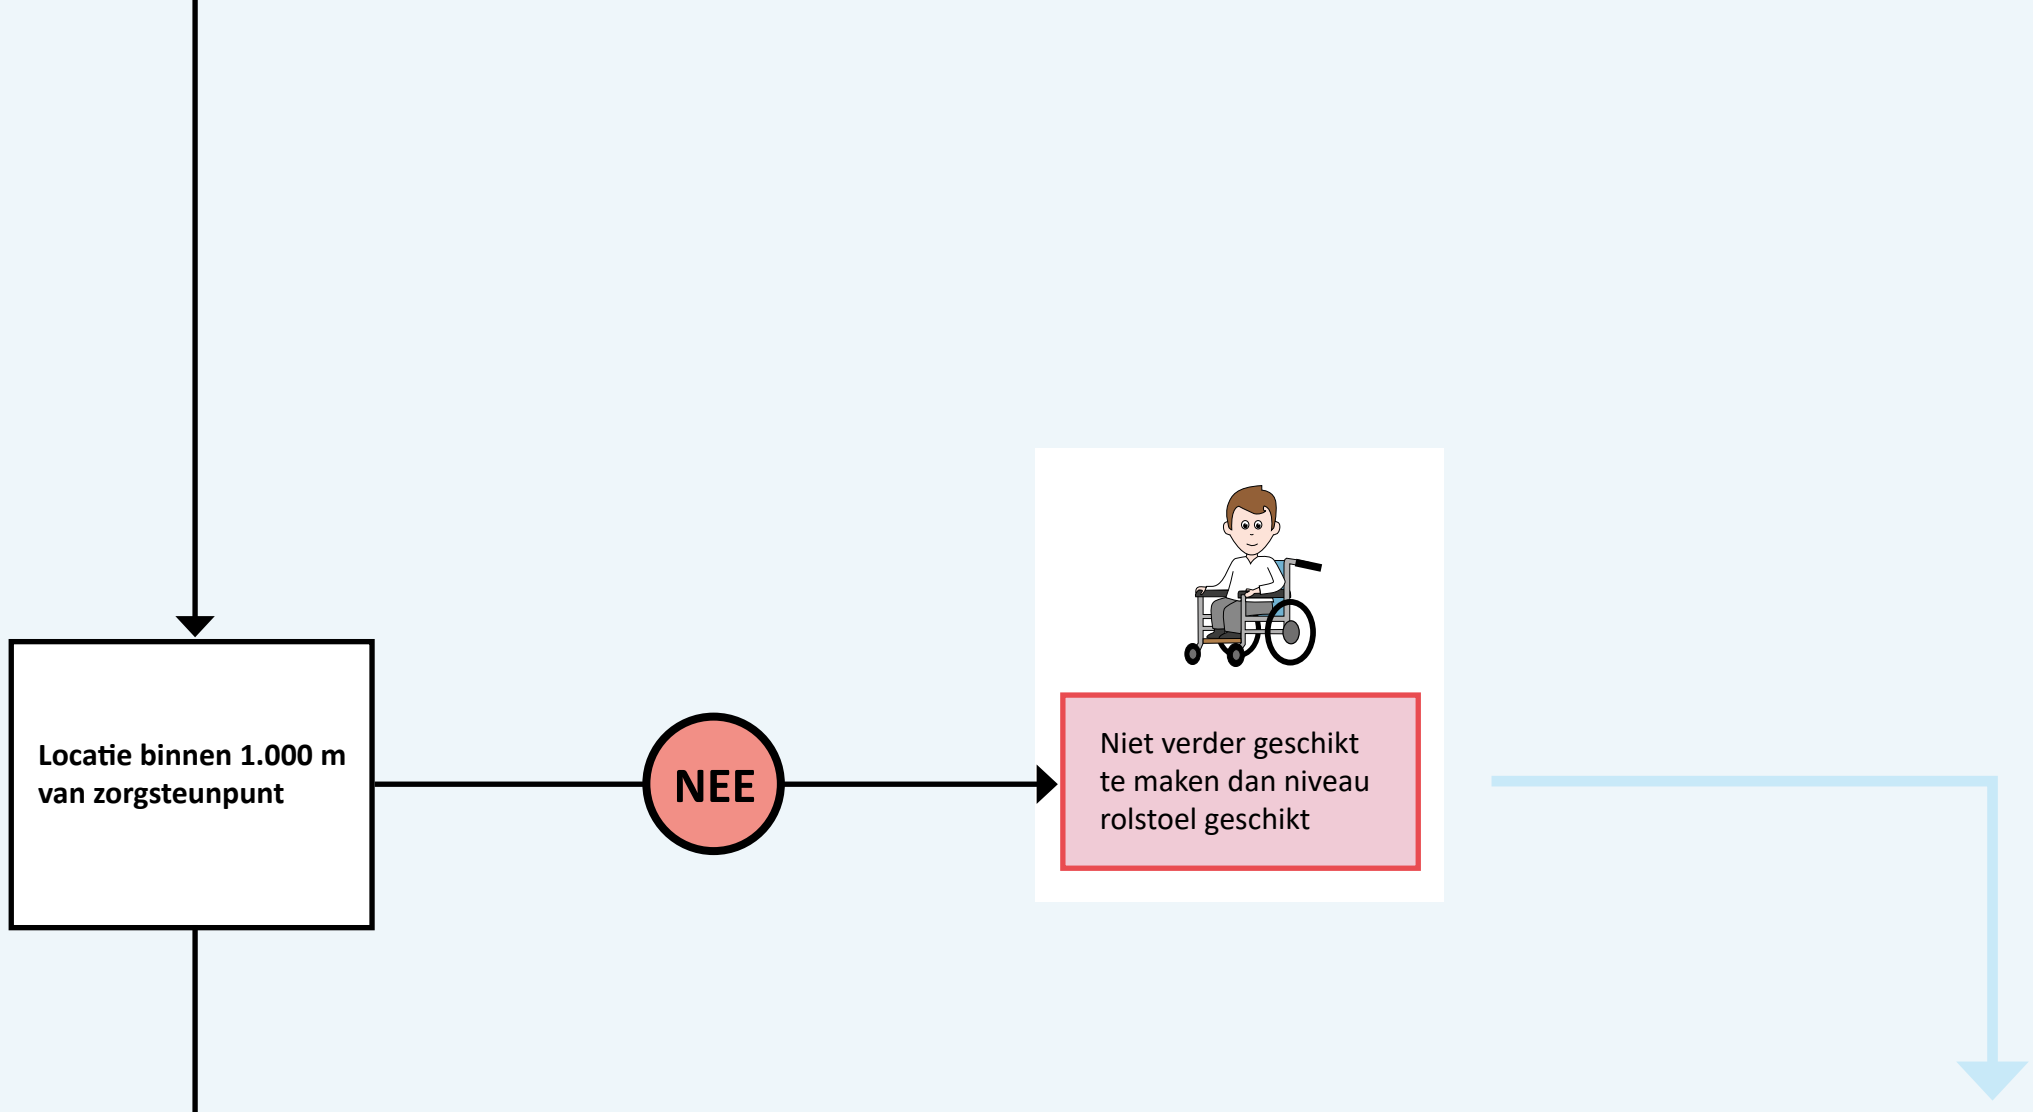 Locatie binnen 1.000 m
van zorgsteunpunt
NEE
Niet verder geschikt
te maken dan niveau
rolstoel geschikt